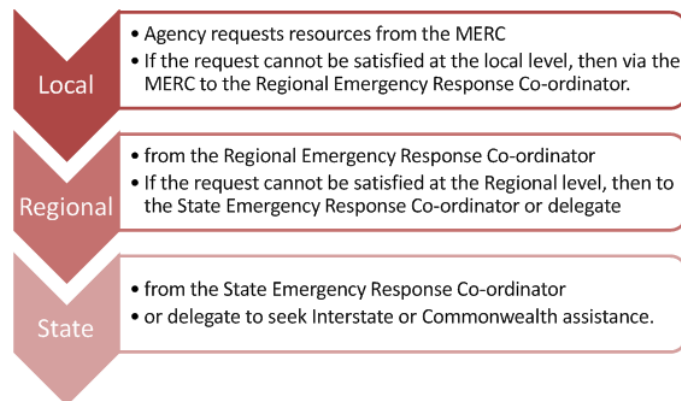 Local
• Agency requests resources from the MERC
• If the request cannot be satisfied at the local level, then via the
MERC to the Regional Emergency Response Co-ordinator.
Regional
• from the Regional Emergency Response Co-ordinator
• If the request cannot be satisfied at the Regional level, then to
the State Emergency Response Co-ordinator or delegate
State
• from the State Emergency Response Co-ordinator
• or delegate to seek Interstate or Commonwealth assistance.